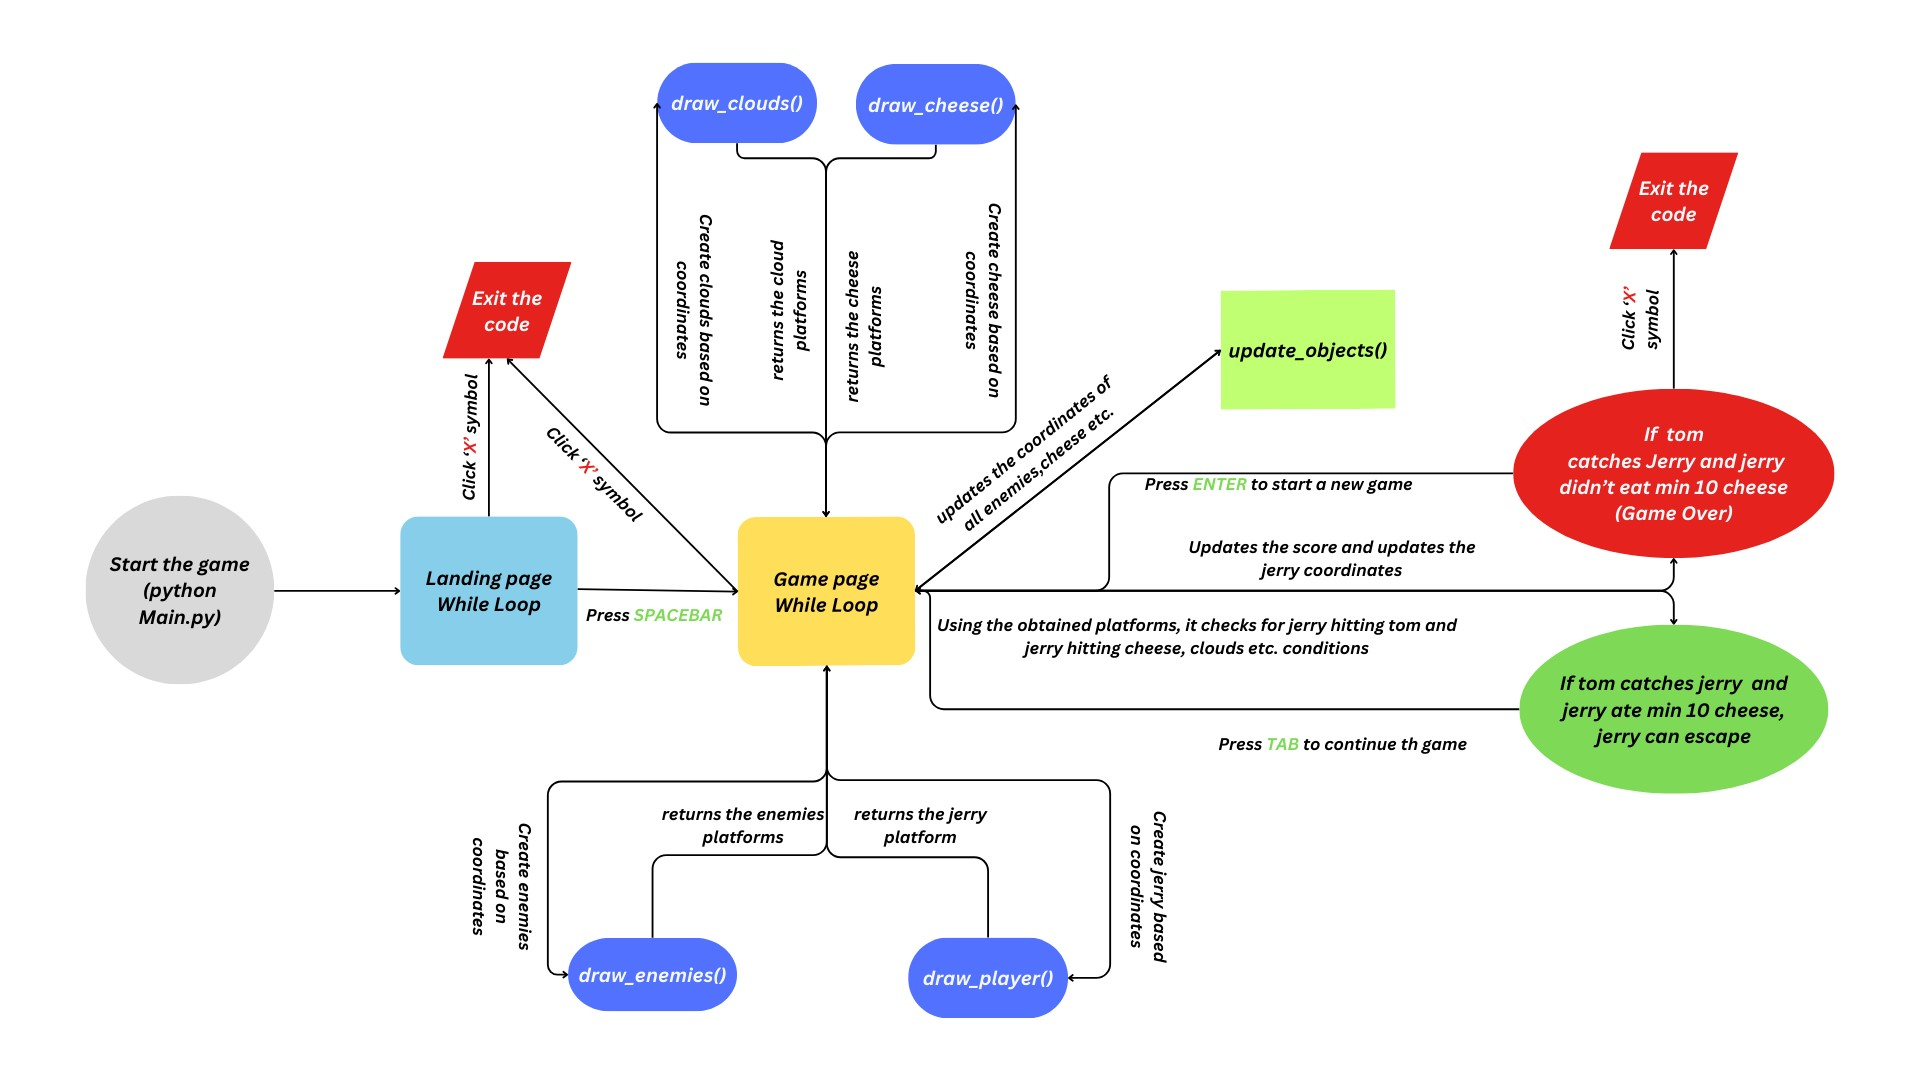 draw_clouds()
draw_cheese()
Create clouds based on
coordinates
returns the cloud
platforms
returns the cheese
platforms
Create cheese based on
coordinates
Exit the
code
Click ‘X’
symbol
Exit the
code
Click ‘X’ symbol
Click ‘X’ symbol
update_objects()
updates the coordinates of
all enemies,cheese etc.
If tom
catches Jerry and jerry
didn’t eat min 10 cheese
(Game Over)
Press ENTER to start a new game
Updates the score and updates the
jerry coordinates
Start the game
(python
Main.py)
Landing page
While Loop
Press SPACEBAR
Game page
While Loop
Using the obtained platforms, it checks for jerry hitting tom and
jerry hitting cheese, clouds etc. conditions
If tom catches jerry and
jerry ate min 10 cheese,
jerry can escape
Press TAB to continue th game
returns the enemies
platforms
returns the jerry
platform
Create enemies
based on
coordinates
Create jerry based
on coordinates
draw_enemies()
draw_player()